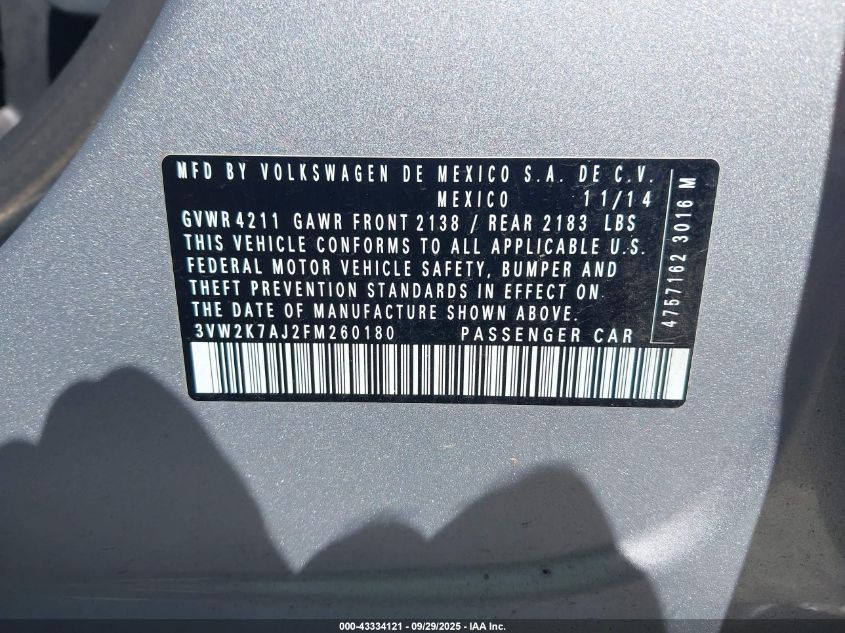 MFD BY VOLKSWAGEN DE MEXICO S.A. DE C.V.
MEXICO 11/14
GVWR 4211 GAWR FRONT 2138 / REAR 2183 LBS
THIS VEHICLE CONFORMS TO ALL APPLICABLE U.S.
FEDERAL MOTOR VEHICLE SAFETY, BUMPER AND
THEFT PREVENTION STANDARDS IN EFFECT ON
THE DATE OF MANUFACTURE SHOWN ABOVE.
3VW2K7AJ2FM260180 PASSENGER CAR
4757162 3016 M
000-43334121 - 09/29/2025 - IAA Inc.